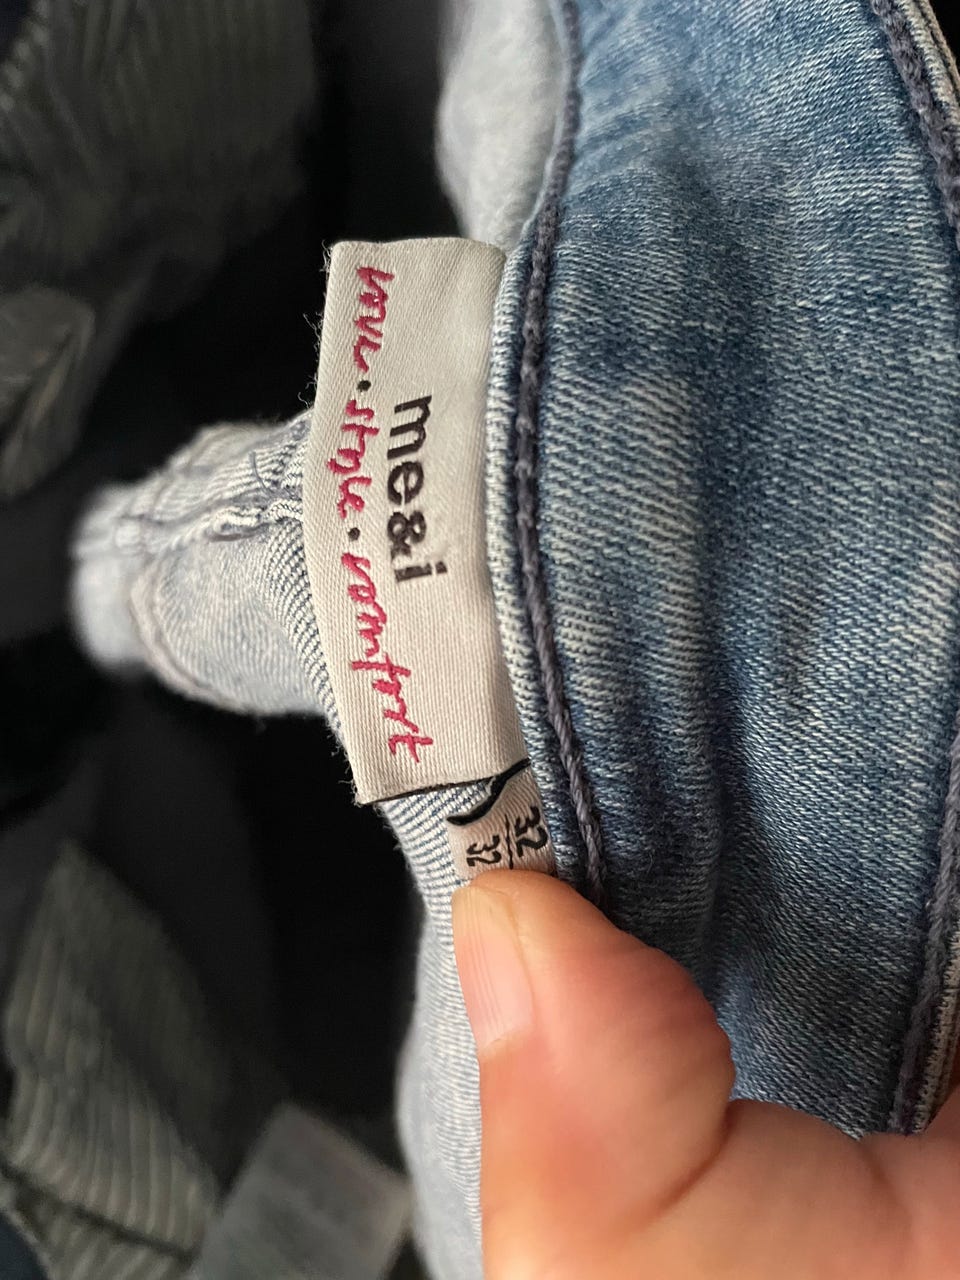 me&i
love • style • comfort
32
32